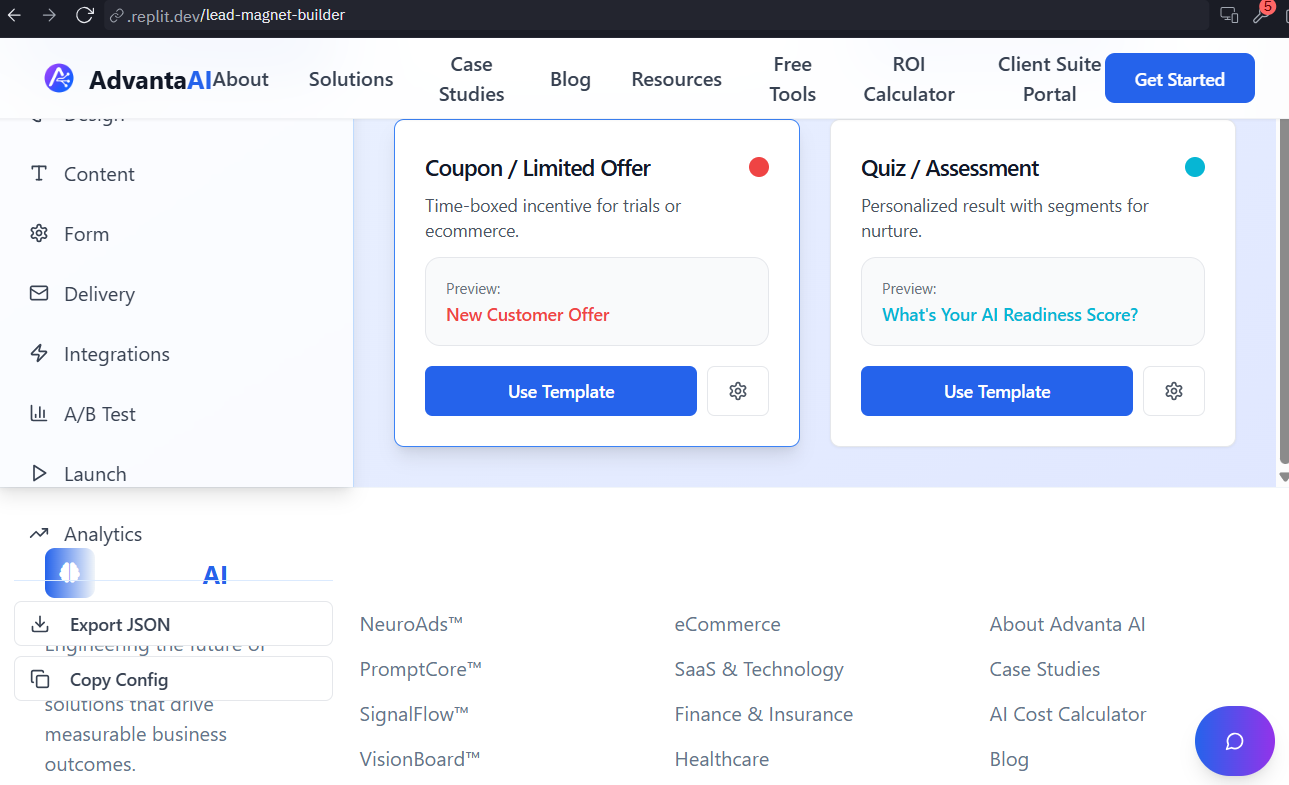 .replit.dev/lead-magnet-builder
5
AdvantaAI
About
Solutions
Case
Studies
Blog
Resources
Free
Tools
ROI
Calculator
Client Suite
Portal
Get Started
Design
Content
Form
Delivery
Integrations
A/B Test
Launch
Analytics
Export JSON
Copy Config
Coupon / Limited Offer
Time-boxed incentive for trials or
ecommerce.
Preview:
New Customer Offer
Use Template
Quiz / Assessment
Personalized result with segments for
nurture.
Preview:
What's Your AI Readiness Score?
Use Template
AI
Engineering the future of
solutions that drive
measurable business
outcomes.
NeuroAds™
PromptCore™
SignalFlow™
VisionBoard™
eCommerce
SaaS & Technology
Finance & Insurance
Healthcare
About Advanta AI
Case Studies
AI Cost Calculator
Blog